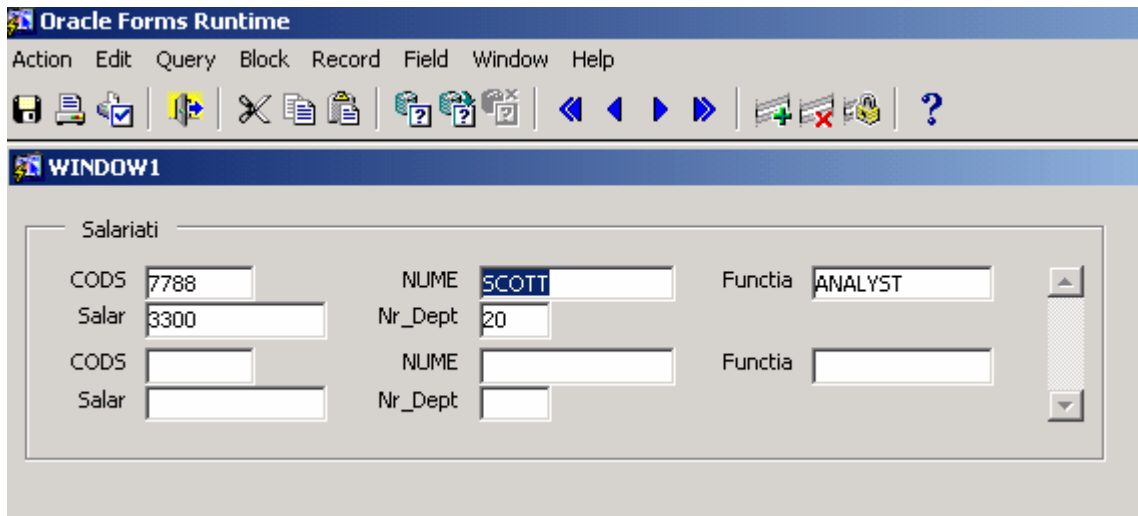 Oracle Forms Runtime
Action Edit Query Block Record Field Window Help
?
WINDOW1
Salariati
CODS 7788 NUME SCOTT Functia ANALYST
Salar 3300 Nr_Dept 20
CODS NUME Functia
Salar Nr_Dept